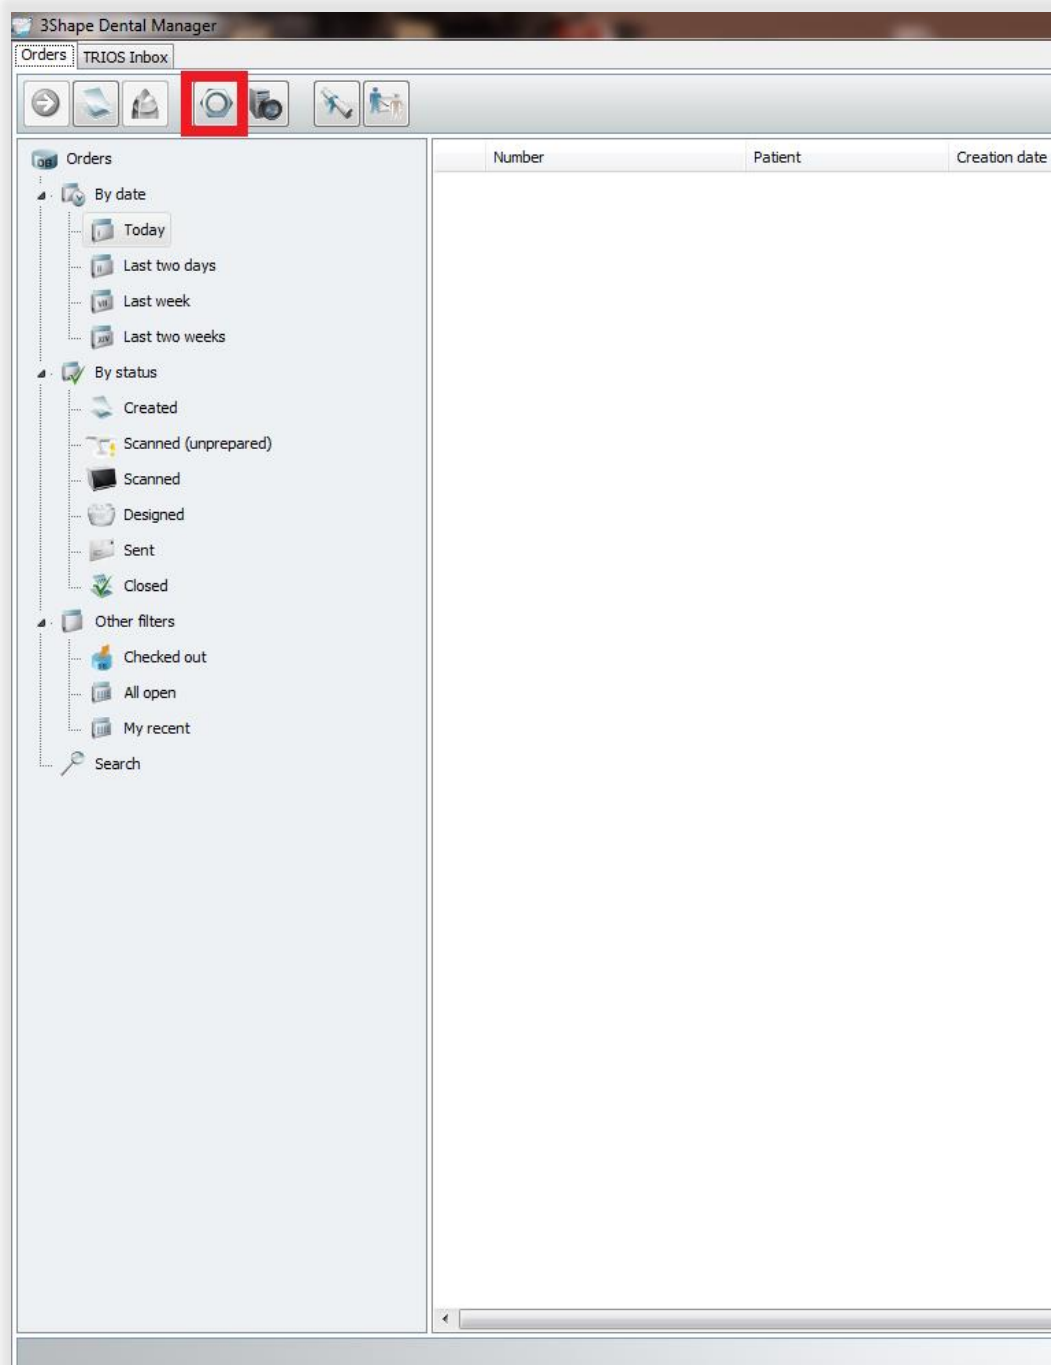 3Shape Dental Manager
Orders TRIOS Inbox
Orders
Number Patient Creation date
By date
Today
Last two days
Last week
Last two weeks
By status
Created
Scanned (unprepared)
Scanned
Designed
Sent
Closed
Other filters
Checked out
All open
My recent
Search